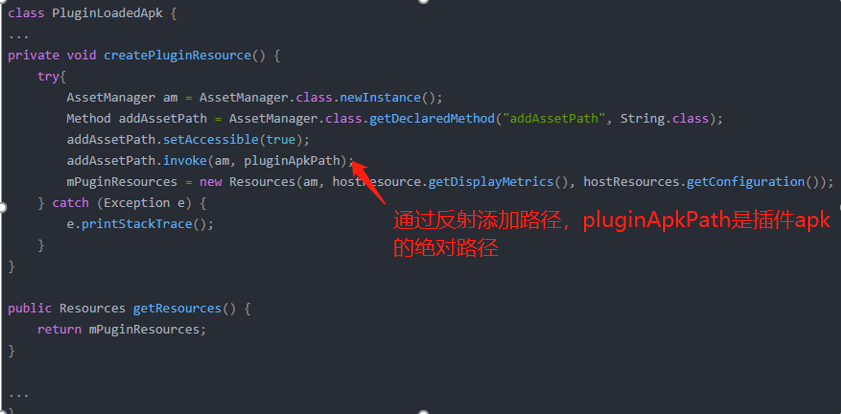 class PluginLoadedApk {
...
private void createPluginResource() {
try{
AssetManager am = AssetManager.class.newInstance();
Method addAssetPath = AssetManager.class.getDeclaredMethod("addAssetPath", String.class);
addAssetPath.setAccessible(true);
addAssetPath.invoke(am, pluginApkPath);
mPuginResources = new Resources(am, hostResource.getDisplayMetrics(), hostResources.getConfiguration());
} catch (Exception e) {
e.printStackTrace();
}
}
通过反射添加路径，pluginApkPath是插件apk
的绝对路径
public Resources getResources() {
return mPuginResources;
}
...
}